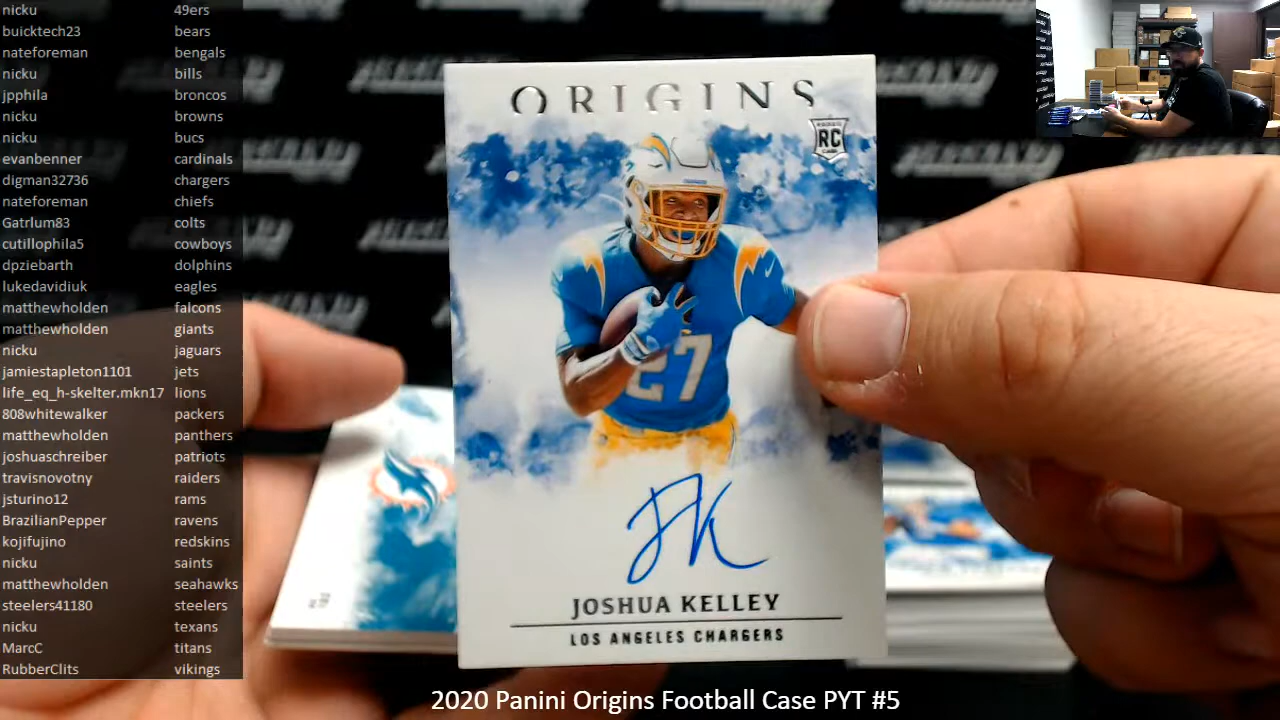 nicku 49ers
buicktech23 bears
nateforeman bengals
nicku bills
jpphila broncos
nicku browns
nicku bucs
evanbenner cardinals
digman32736 chargers
nateforeman chiefs
Gatrlum83 colts
cutillophila5 cowboys
dpziebarth dolphins
lukedavidiuk eagles
matthewholden falcons
matthewholden giants
nicku jaguars
jamiestapleton1101 jets
life_eq_h-skelter.mkn17 lions
808whitewalker packers
matthewholden panthers
joshuaschreiber patriots
travisnovotny raiders
jsturino12 rams
BrazilianPepper ravens
kojifujino redskins
nicku saints
matthewholden seahawks
steelers41180 steelers
nicku texans
MarcC titans
RubberClits vikings
ORIGINS
RC
27
JK
JOSHUA KELLEY
LOS ANGELES CHARGERS
2020 Panini Origins Football Case PYT #5